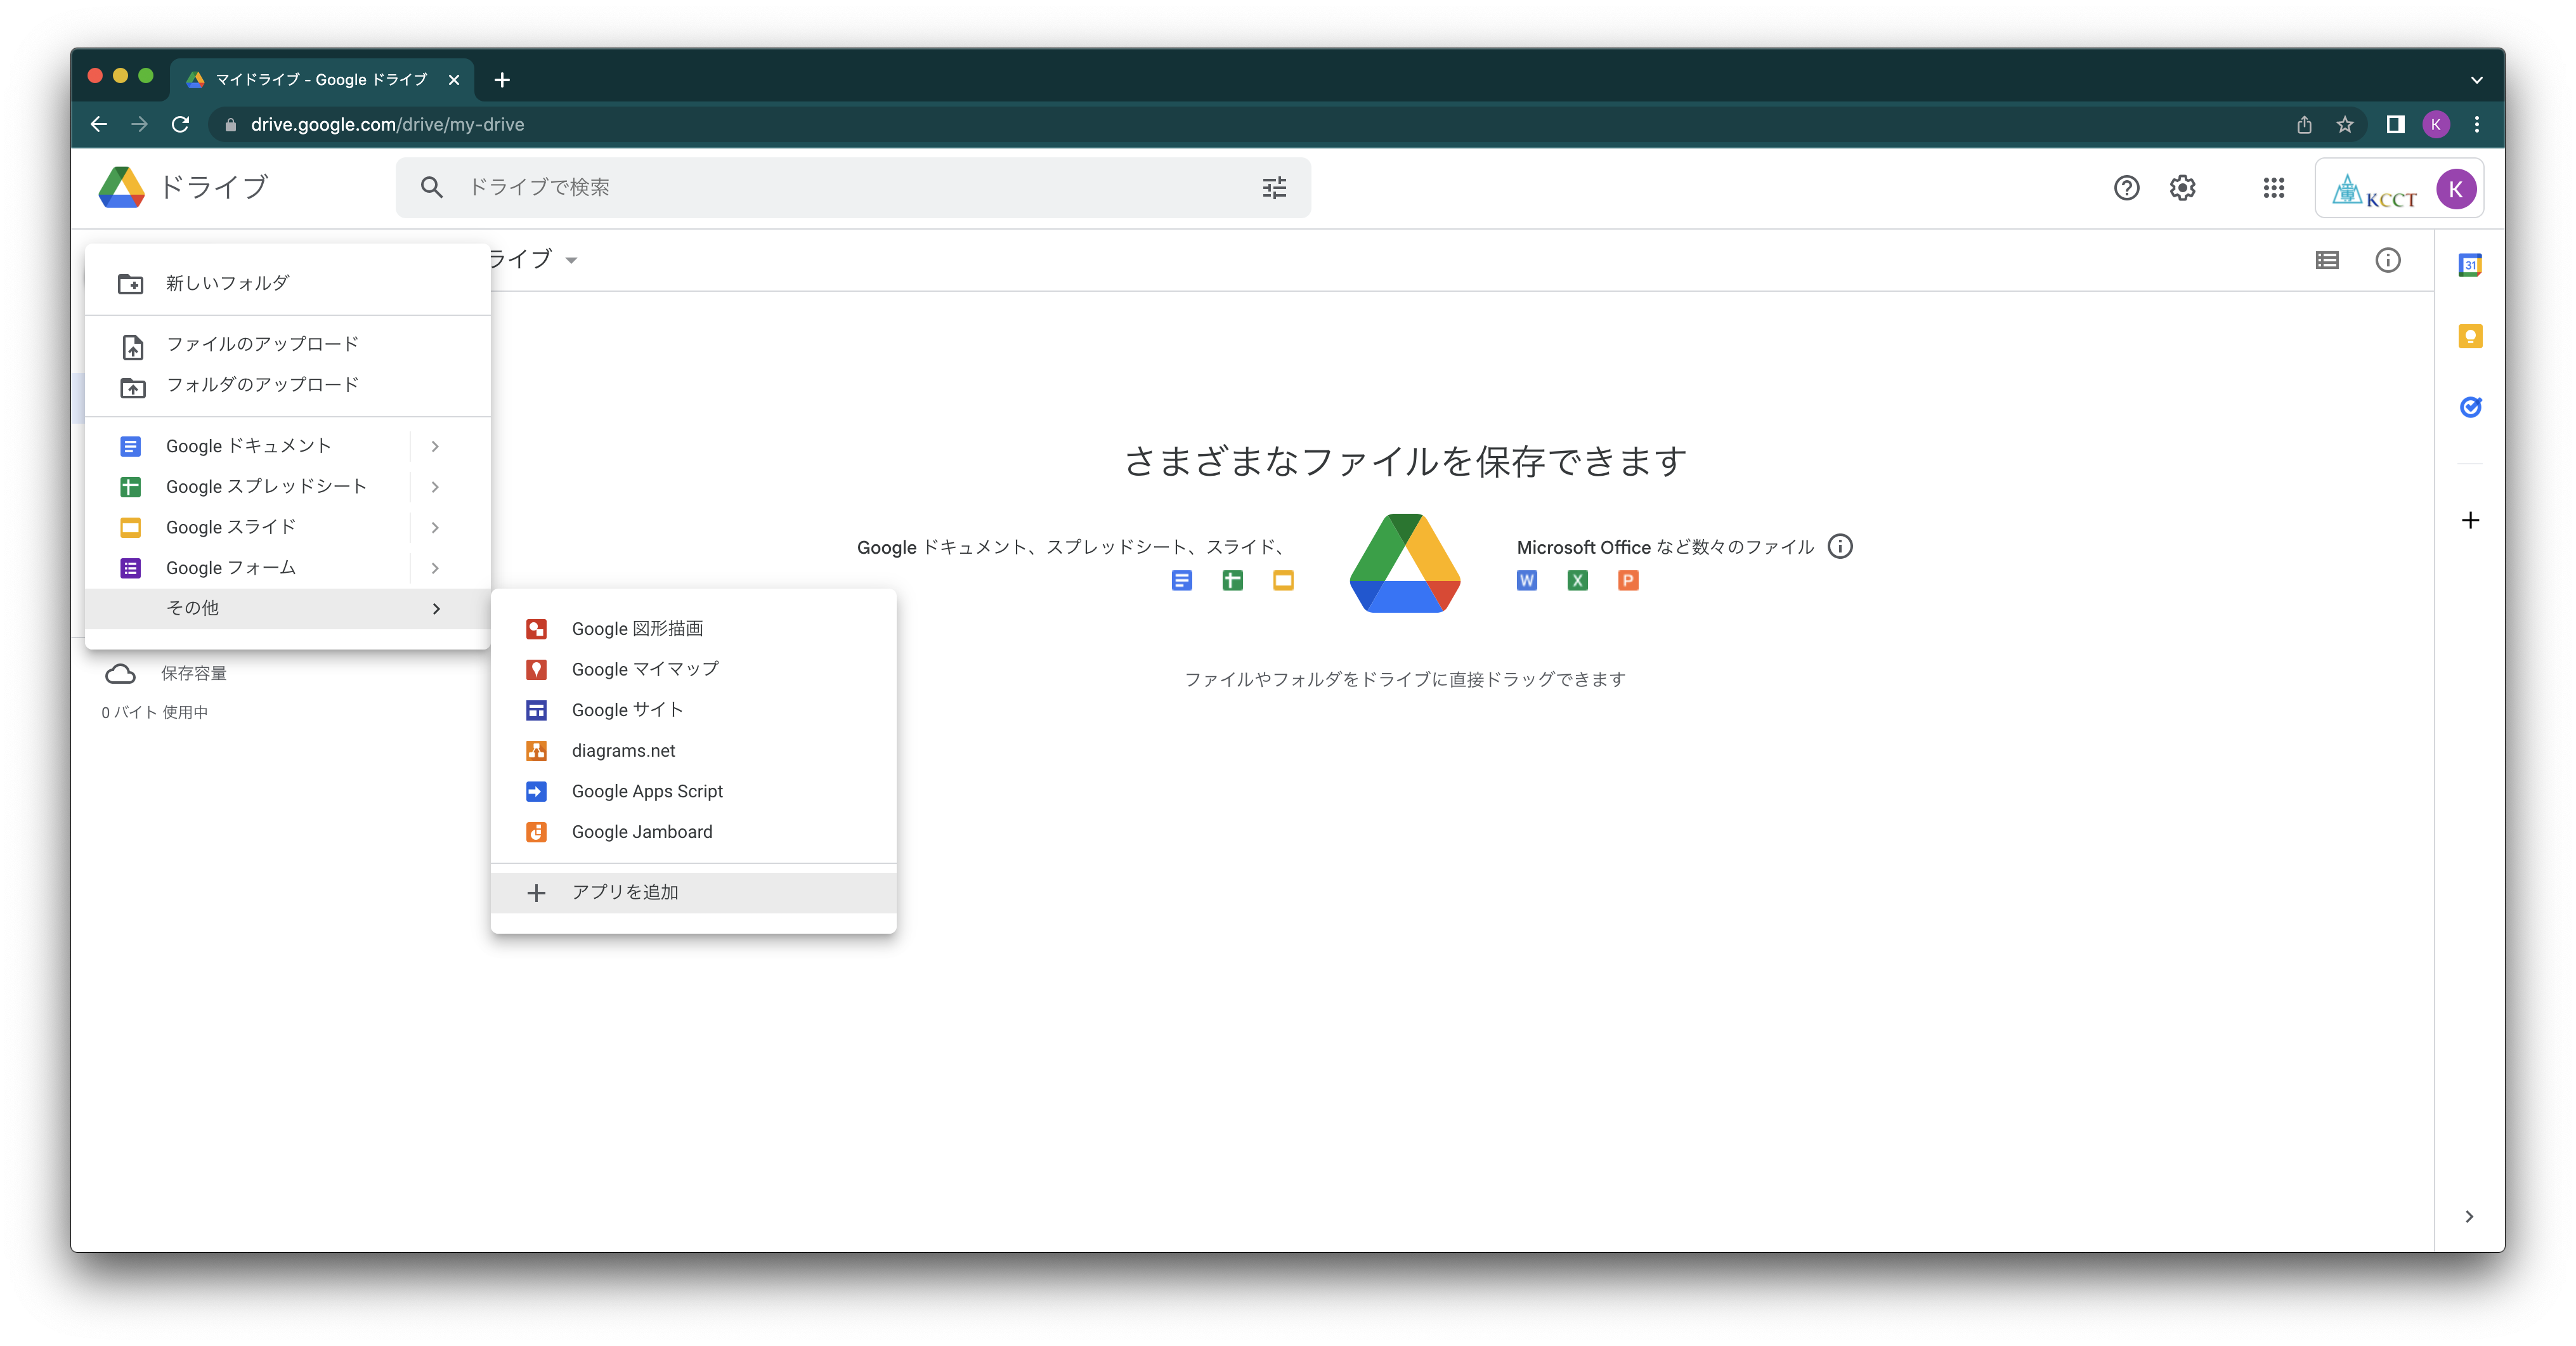 マイドライブ - Google ドライブ
drive.google.com/drive/my-drive
K
ドライブ
ドライブで検索
KCCT
K
ライブ
31
新しいフォルダ
ファイルのアップロード
フォルダのアップロード
Google ドキュメント
Google スプレッドシート
Google スライド
Google フォーム
その他
保存容量
0 バイト 使用中
Google 図形描画
Google マイマップ
Google サイト
diagrams.net
Google Apps Script
Google Jamboard
アプリを追加
さまざまなファイルを保存できます
Google ドキュメント、スプレッドシート、スライド、
Microsoft Office など数々のファイル
W X P
ファイルやフォルダをドライブに直接ドラッグできます